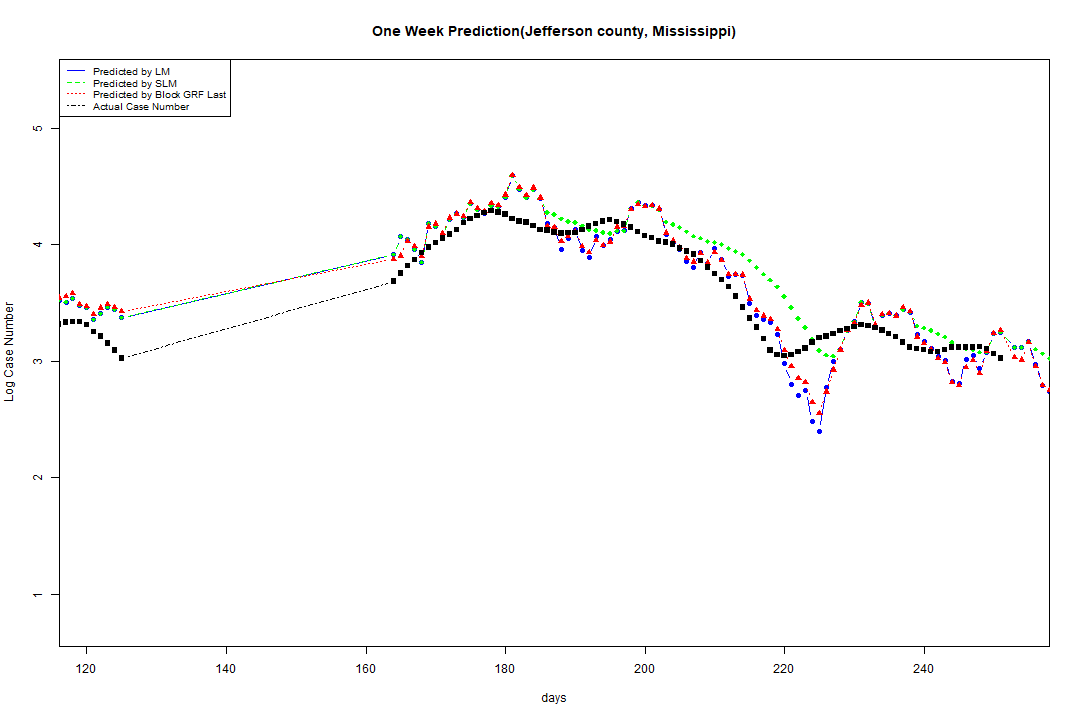 One Week Prediction(Jefferson county, Mississippi)
Predicted by LM
Predicted by SLM
Predicted by Block GRF Last
Actual Case Number
5
4
3
2
1
Log Case Number
120 140 160 180 200 220 240
days